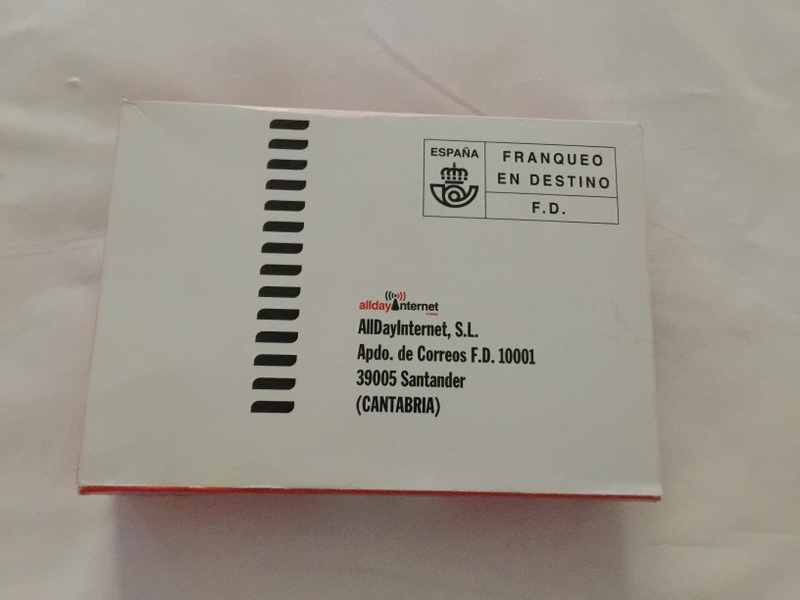 ESPAÑA
FRANQUEO
EN DESTINO
F.D.
alldayinternet
AllDayInternet, S.L.
Apdo. de Correos F.D. 10001
39005 Santander
(CANTABRIA)